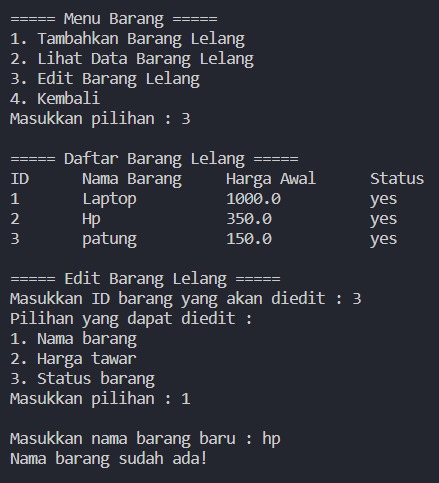 ===== Menu Barang =====
1. Tambahkan Barang Lelang
2. Lihat Data Barang Lelang
3. Edit Barang Lelang
4. Kembali
Masukkan pilihan : 3
===== Daftar Barang Lelang =====
ID Nama Barang Harga Awal Status
1 Laptop 1000.0 yes
2 Hp 350.0 yes
3 patung 150.0 yes
===== Edit Barang Lelang =====
Masukkan ID barang yang akan diedit : 3
Pilihan yang dapat diedit :
1. Nama barang
2. Harga tawar
3. Status barang
Masukkan pilihan : 1
Masukkan nama barang baru : hp
Nama barang sudah ada!